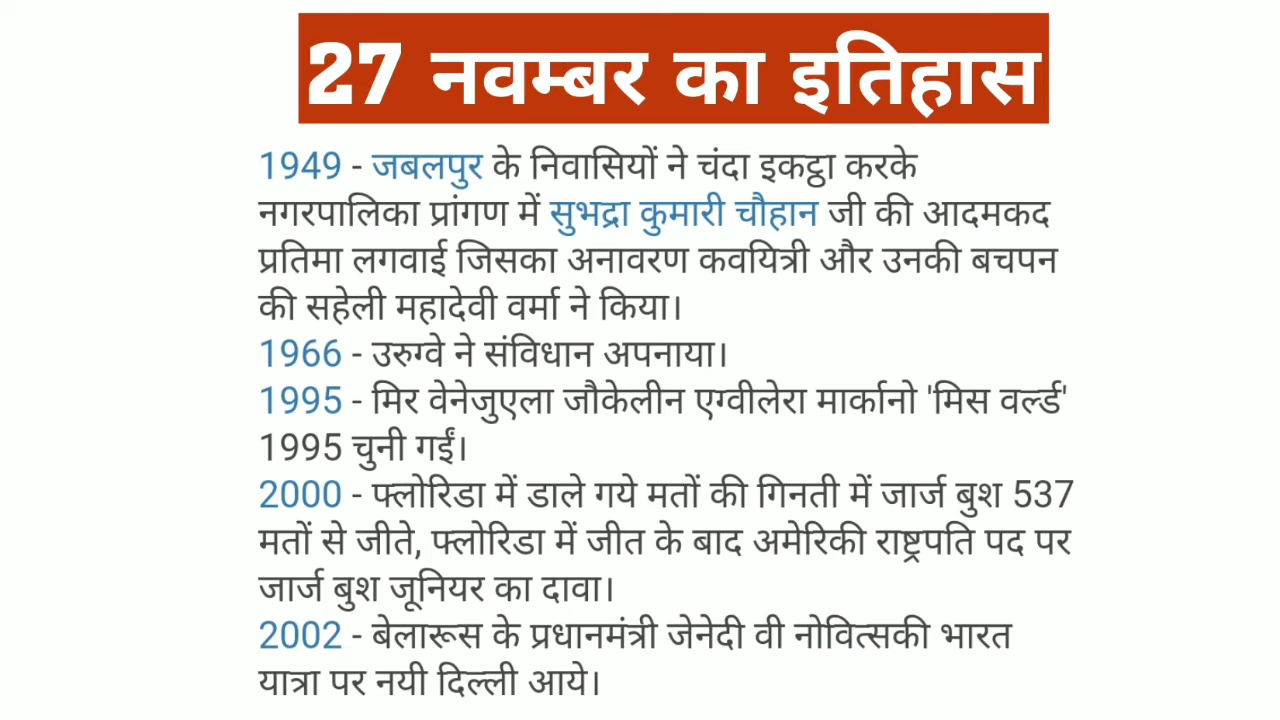 27 नवम्बर का इतिहास
1949 - जबलपुर के निवासियों ने चंदा इकट्ठा करके
नगरपालिका प्रांगण में सुभद्रा कुमारी चौहान जी की आदमकद
प्रतिमा लगवाई जिसका अनावरण कवयित्री और उनकी बचपन
की सहेली महादेवी वर्मा ने किया।
1966 - उरुग्वे ने संविधान अपनाया।
1995 - मिर वेनेजुएला जौकेलीन एग्वीलेरा मार्कानो 'मिस वर्ल्ड'
1995 चुनी गईं।
2000 - फ्लोरिडा में डाले गये मतों की गिनती में जार्ज बुश 537
मतों से जीते, फ्लोरिडा में जीत के बाद अमेरिकी राष्ट्रपति पद पर
जार्ज बुश जूनियर का दावा।
2002 - बेलारूस के प्रधानमंत्री जेनेदी वी नोवित्सकी भारत
यात्रा पर नयी दिल्ली आये।